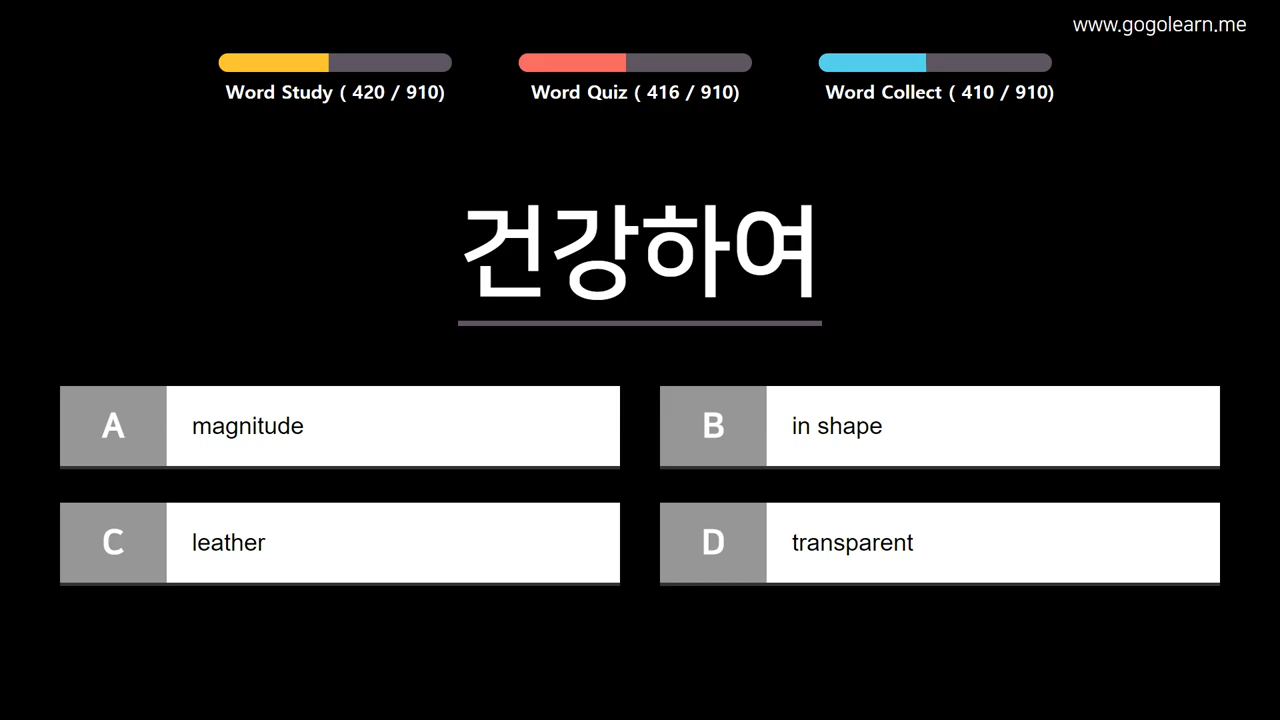 www.gogolearn.me
Word Study ( 420 / 910)
Word Quiz ( 416 / 910)
Word Collect ( 410 / 910)
건강하여
A magnitude
B in shape
C leather
D transparent